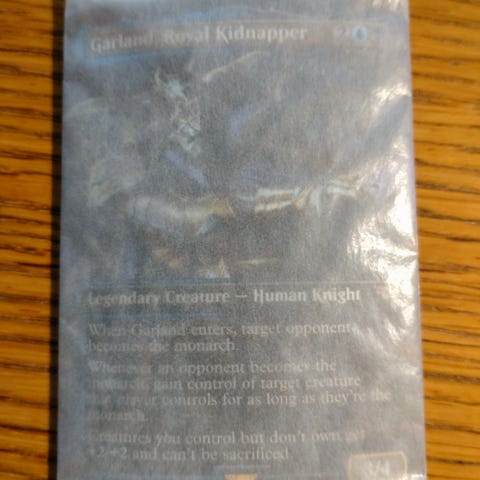 Garland, Royal Kidnapper 2
Legendary Creature — Human Knight
When Garland enters, target opponent
becomes the monarch.
Whenever an opponent becomes the
monarch, gain control of target creature
that player controls for as long as they're the
monarch.
Creatures you control but don't own get
+2/+2 and can't be sacrificed.
3/4